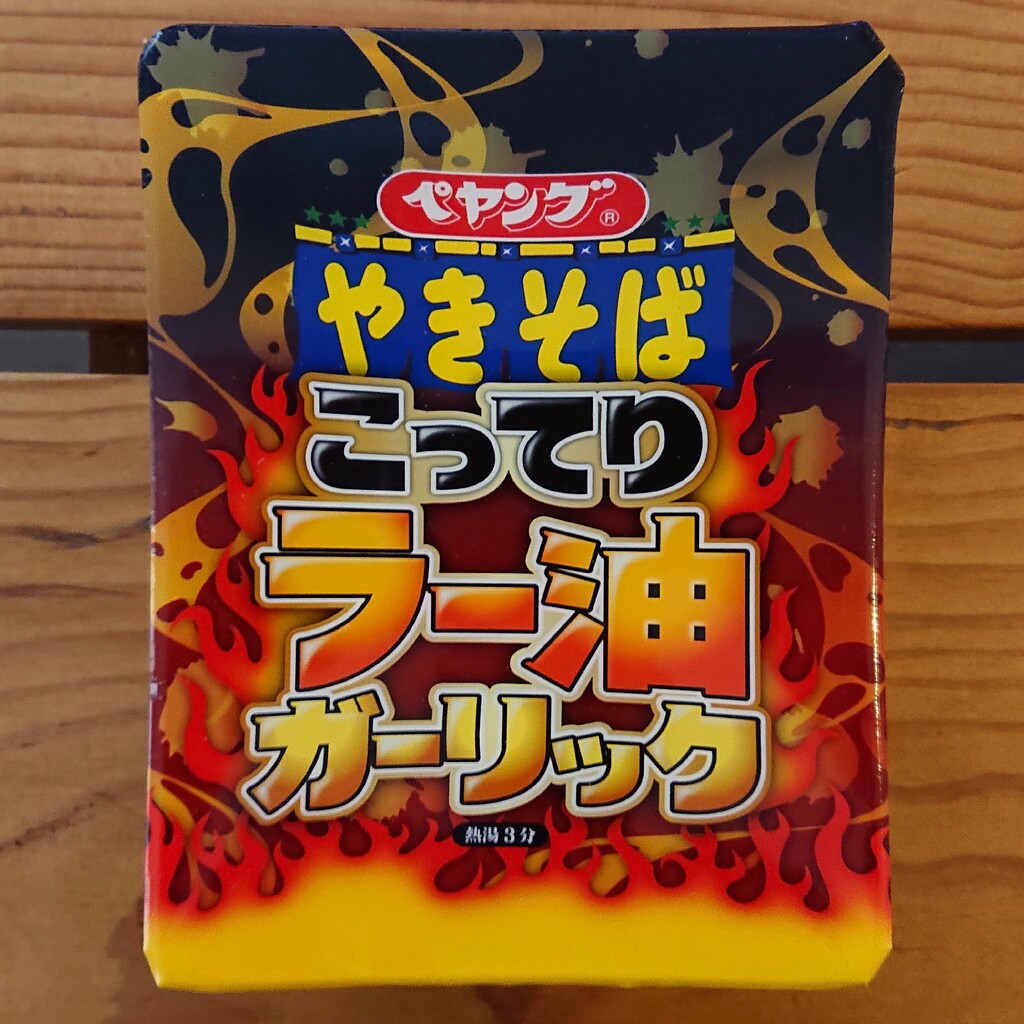 ペヤング®
やきそば
こってり
ラー油
ガーリック
熱湯3分